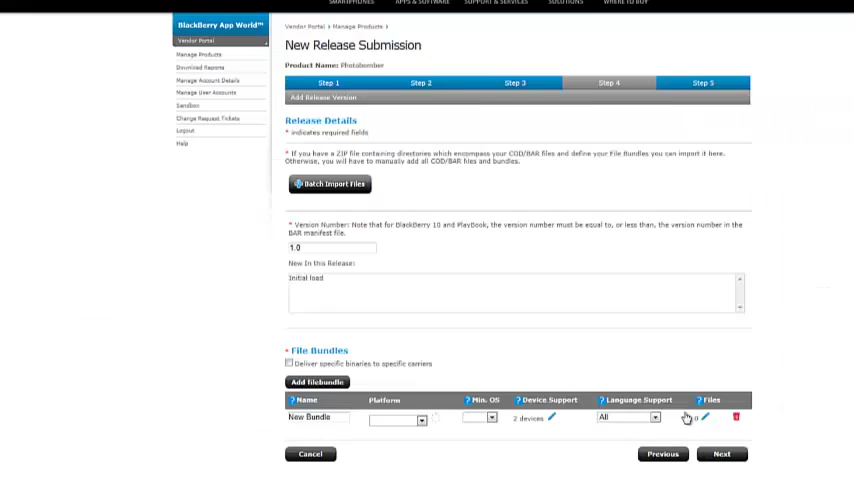 SMARTPHONES APPS & SOFTWARE SUPPORT & SERVICES SOLUTIONS WHERE TO BUY
BlackBerry App World™
Vendor Portal
Manage Products
Download Reports
Manage Account Details
Manage User Accounts
Sandbox
Change Request Tickets
Logout
Help
Vendor Portal › Manage Products ›
New Release Submission
Product Name: Photobomber
Step 1 Step 2 Step 3 Step 4 Step 5
Add Release Version
Release Details
* indicates required fields
* If you have a ZIP file containing directories which encompass your COD/BAR files and define your File Bundles you can import it here.
Otherwise, you will have to manually add all COD/BAR files and bundles.
Batch Import Files
* Version Number: Note that for BlackBerry 10 and PlayBook, the version number must be equal to, or less than, the version number in the
BAR manifest file.
1.0
New In this Release:
Initial load
* File Bundles
Deliver specific binaries to specific carriers
Add filebundle
? Name Platform ? Min. OS ? Device Support ? Language Support ? Files
New Bundle 2 devices All 0
Cancel Previous Next